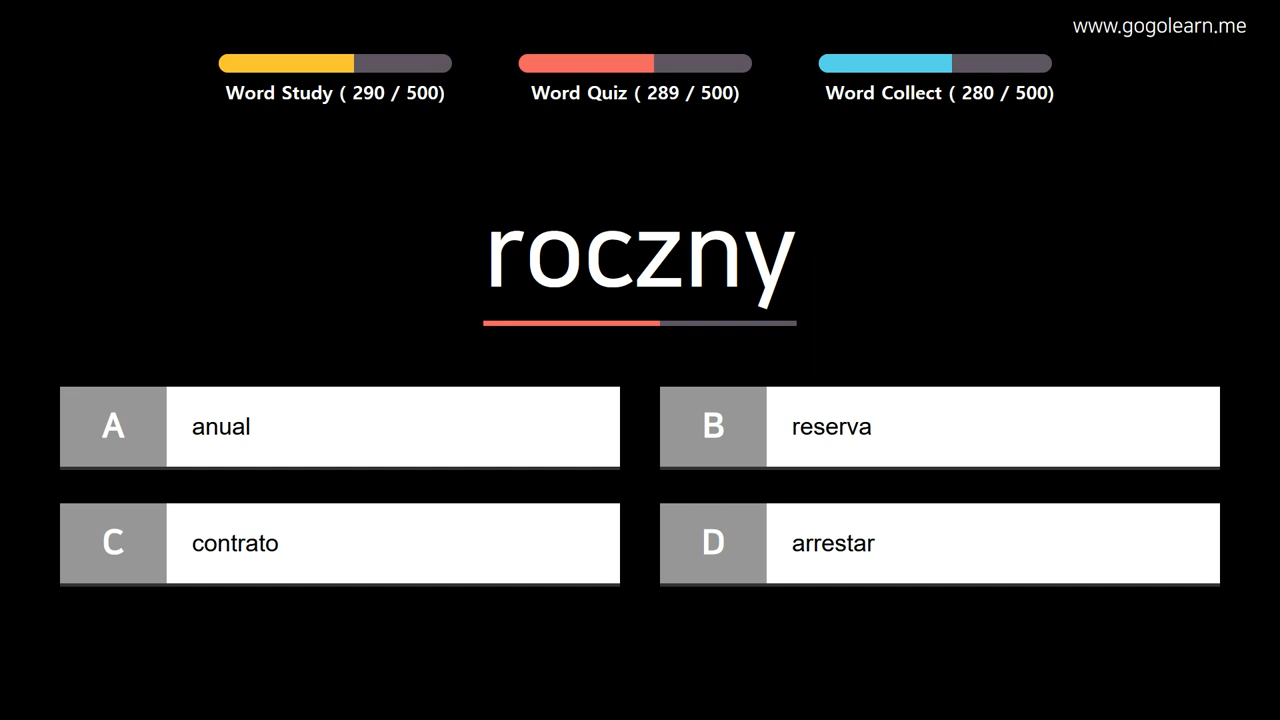 www.gogolearn.me
Word Study ( 290 / 500)
Word Quiz ( 289 / 500)
Word Collect ( 280 / 500)
roczny
A anual
B reserva
C contrato
D arrestar